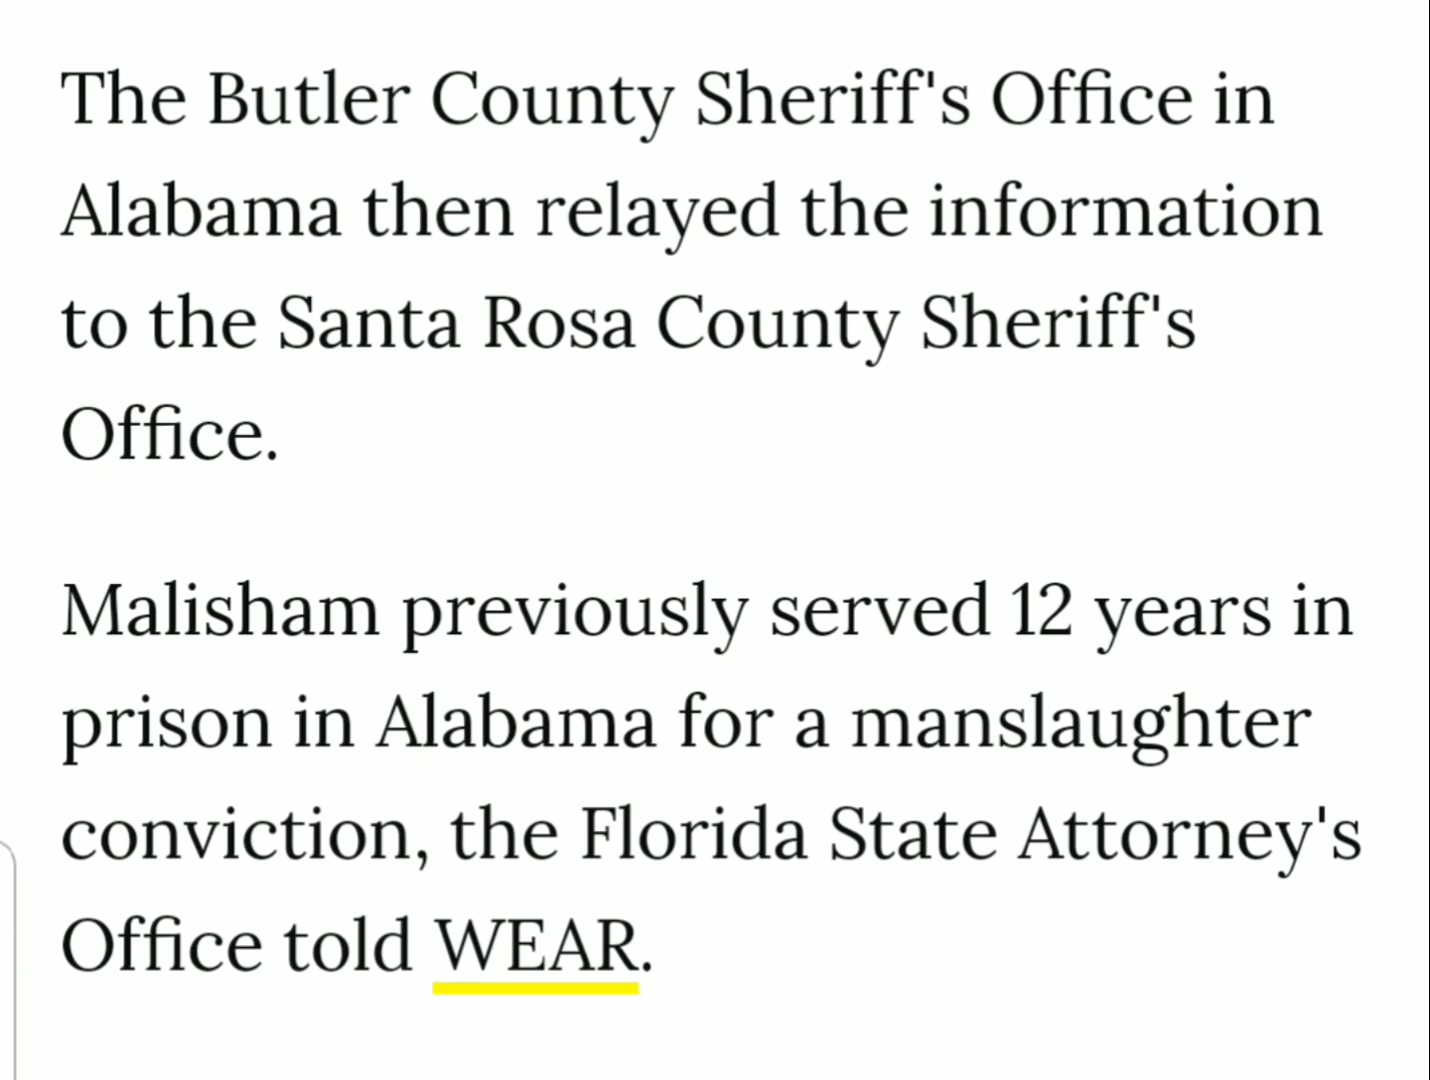 The Butler County Sheriff's Office in
Alabama then relayed the information
to the Santa Rosa County Sheriff's
Office.
Malisham previously served 12 years in
prison in Alabama for a manslaughter
conviction, the Florida State Attorney's
Office told WEAR.